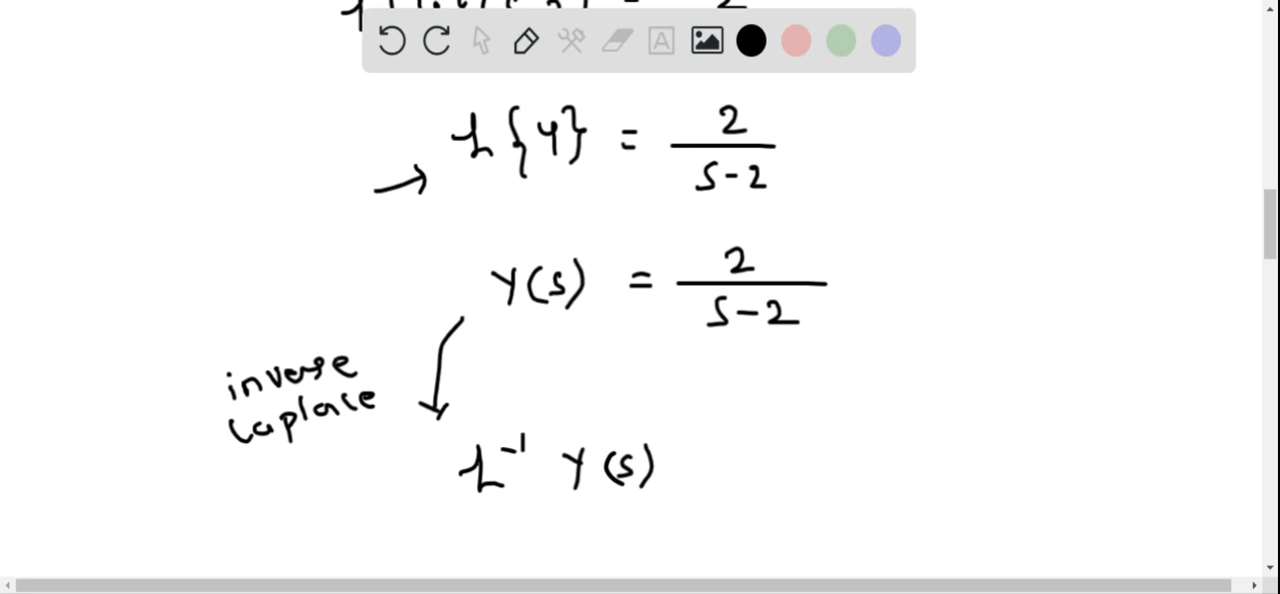 L{y} = 2/(s-2)
Y(s) = 2/(s-2)
inverse
laplace
L⁻¹ Y(s)